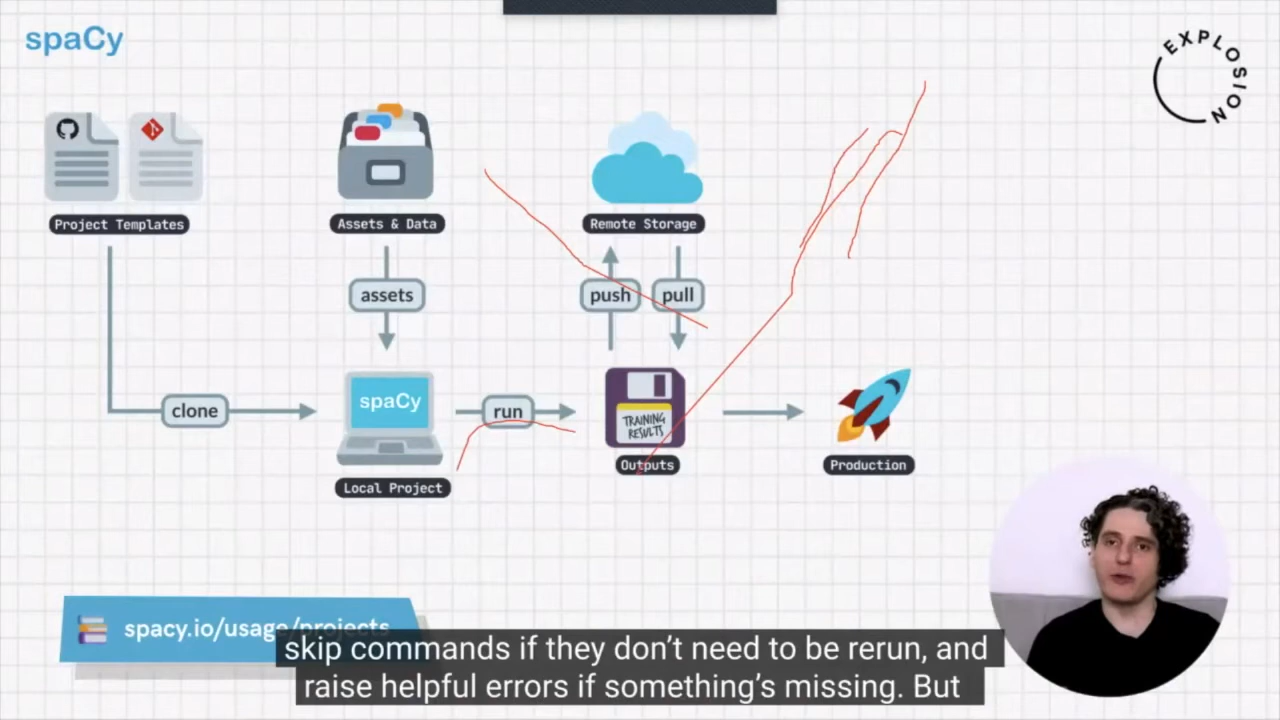 spaCy
EXPLOSION
Project Templates
Assets & Data
Remote Storage
assets
push
pull
clone
spaCy
run
TRAINING
RESULTS
Outputs
Production
Local Project
spacy.io/usage/projects
skip commands if they don't need to be rerun, and
raise helpful errors if something's missing. But